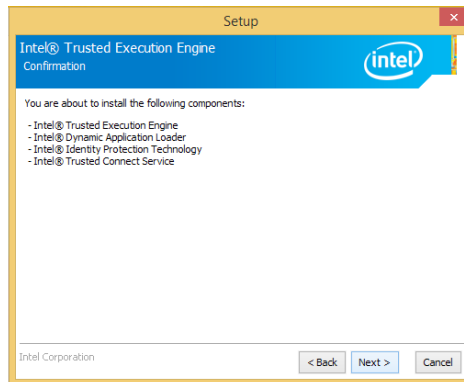 Setup
Intel® Trusted Execution Engine
Confirmation
intel
You are about to install the following components:
- Intel® Trusted Execution Engine
- Intel® Dynamic Application Loader
- Intel® Identity Protection Technology
- Intel® Trusted Connect Service
Intel Corporation
< Back Next > Cancel